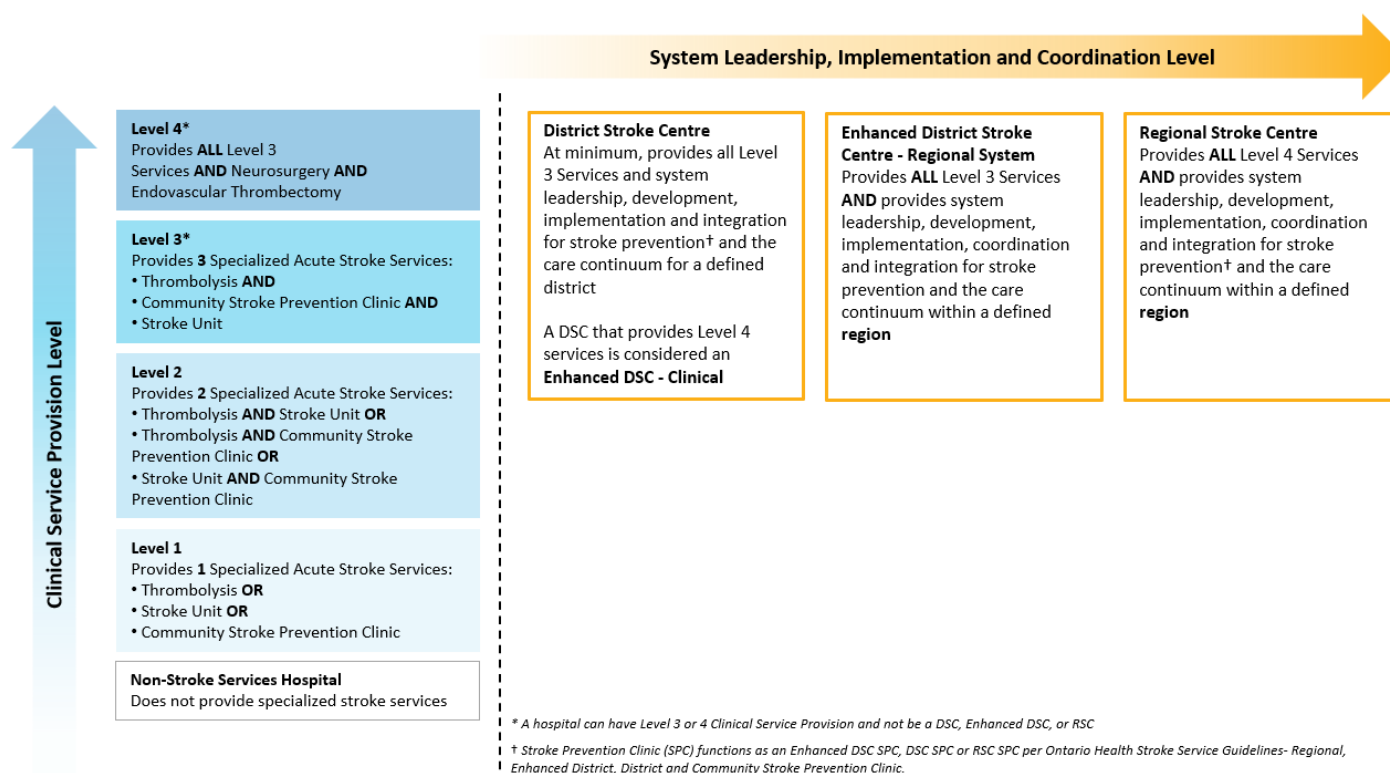 System Leadership, Implementation and Coordination Level
Clinical Service Provision Level
Level 4*
Provides ALL Level 3
Services AND Neurosurgery AND
Endovascular Thrombectomy
Level 3*
Provides 3 Specialized Acute Stroke Services:
• Thrombolysis AND
• Community Stroke Prevention Clinic AND
• Stroke Unit
Level 2
Provides 2 Specialized Acute Stroke Services:
• Thrombolysis AND Stroke Unit OR
• Thrombolysis AND Community Stroke
Prevention Clinic OR
• Stroke Unit AND Community Stroke
Prevention Clinic
Level 1
Provides 1 Specialized Acute Stroke Services:
• Thrombolysis OR
• Stroke Unit OR
• Community Stroke Prevention Clinic
Non-Stroke Services Hospital
Does not provide specialized stroke services
District Stroke Centre
At minimum, provides all Level
3 Services and system
leadership, development,
implementation and integration
for stroke prevention† and the
care continuum for a defined
district
A DSC that provides Level 4
services is considered an
Enhanced DSC - Clinical
Enhanced District Stroke
Centre - Regional System
Provides ALL Level 3 Services
AND provides system
leadership, development,
implementation, coordination
and integration for stroke
prevention and the care
continuum within a defined
region
Regional Stroke Centre
Provides ALL Level 4 Services
AND provides system
leadership, development,
implementation, coordination
and integration for stroke
prevention† and the care
continuum within a defined
region
* A hospital can have Level 3 or 4 Clinical Service Provision and not be a DSC, Enhanced DSC, or RSC
† Stroke Prevention Clinic (SPC) functions as an Enhanced DSC SPC, DSC SPC or RSC SPC per Ontario Health Stroke Service Guidelines- Regional,
Enhanced District, District and Community Stroke Prevention Clinic.